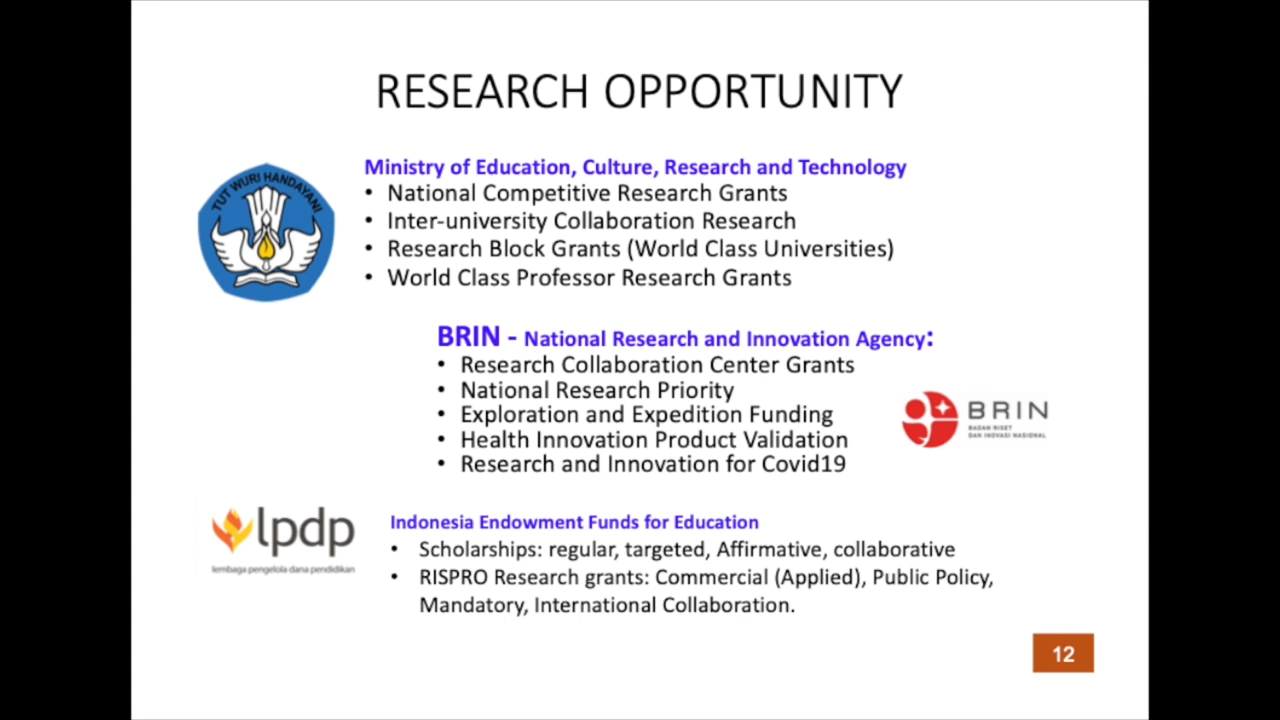 RESEARCH OPPORTUNITY
TUT WURI HANDAYANI
Ministry of Education, Culture, Research and Technology
• National Competitive Research Grants
• Inter-university Collaboration Research
• Research Block Grants (World Class Universities)
• World Class Professor Research Grants
BRIN - National Research and Innovation Agency:
• Research Collaboration Center Grants
• National Research Priority
• Exploration and Expedition Funding
• Health Innovation Product Validation
• Research and Innovation for Covid19
BRIN
BADAN RISET
DAN INOVASI NASIONAL
lpdp
lembaga pengelola dana pendidikan
Indonesia Endowment Funds for Education
• Scholarships: regular, targeted, Affirmative, collaborative
• RISPRO Research grants: Commercial (Applied), Public Policy,
Mandatory, International Collaboration.
12